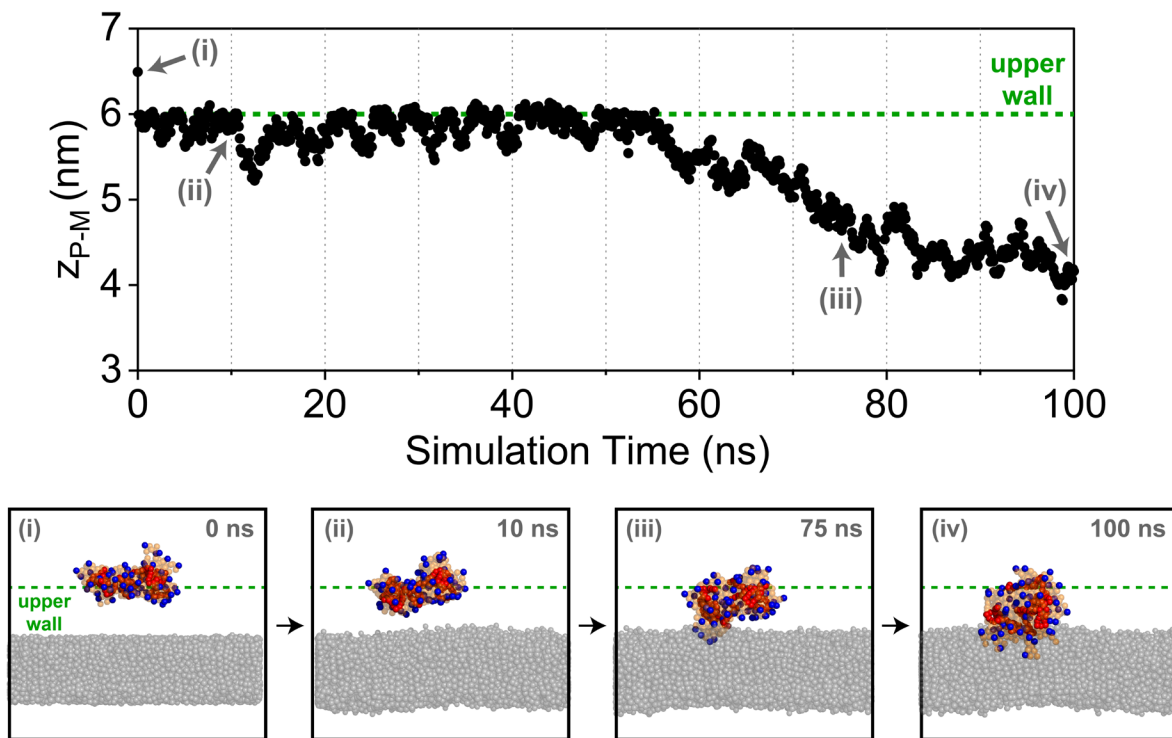 7
6
5
4
3
z_P-M (nm)
(i)
(ii)
(iii)
(iv)
upper
wall
0
20
40
60
80
100
Simulation Time (ns)
(i) 0 ns
upper
wall
(ii) 10 ns
(iii) 75 ns
(iv) 100 ns